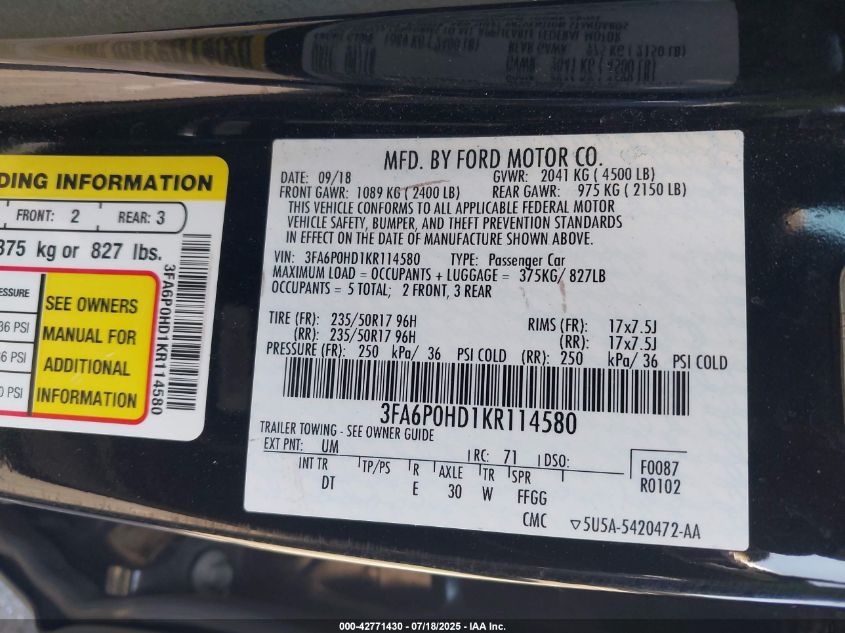 DING INFORMATION
FRONT: 2 REAR: 3
375 kg or 827 lbs.
ESSURE
36 PSI
36 PSI
0 PSI
SEE OWNERS
MANUAL FOR
ADDITIONAL
INFORMATION
3FA6P0HD1KR114580
MFD. BY FORD MOTOR CO.
DATE: 09/18 GVWR: 2041 KG ( 4500 LB)
FRONT GAWR: 1089 KG ( 2400 LB) REAR GAWR: 975 KG ( 2150 LB)
THIS VEHICLE CONFORMS TO ALL APPLICABLE FEDERAL MOTOR
VEHICLE SAFETY, BUMPER, AND THEFT PREVENTION STANDARDS
IN EFFECT ON THE DATE OF MANUFACTURE SHOWN ABOVE.
VIN: 3FA6P0HD1KR114580 TYPE: Passenger Car
MAXIMUM LOAD = OCCUPANTS + LUGGAGE = 375KG/ 827LB
OCCUPANTS = 5 TOTAL; 2 FRONT, 3 REAR
TIRE (FR): 235/50R17 96H RIMS (FR): 17x7.5J
(RR): 235/50R17 96H (RR): 17x7.5J
PRESSURE (FR): 250 kPa/ 36 PSI COLD (RR): 250 kPa/ 36 PSI COLD
3FA6P0HD1KR114580
TRAILER TOWING - SEE OWNER GUIDE
EXT PNT: UM RC: 71 DSO: F0087
INT TR TP/PS R AXLE TR SPR R0102
DT E 30 W FFGG
CMC ▽5U5A-5420472-AA
000-42771430 - 07/18/2025 - IAA Inc.